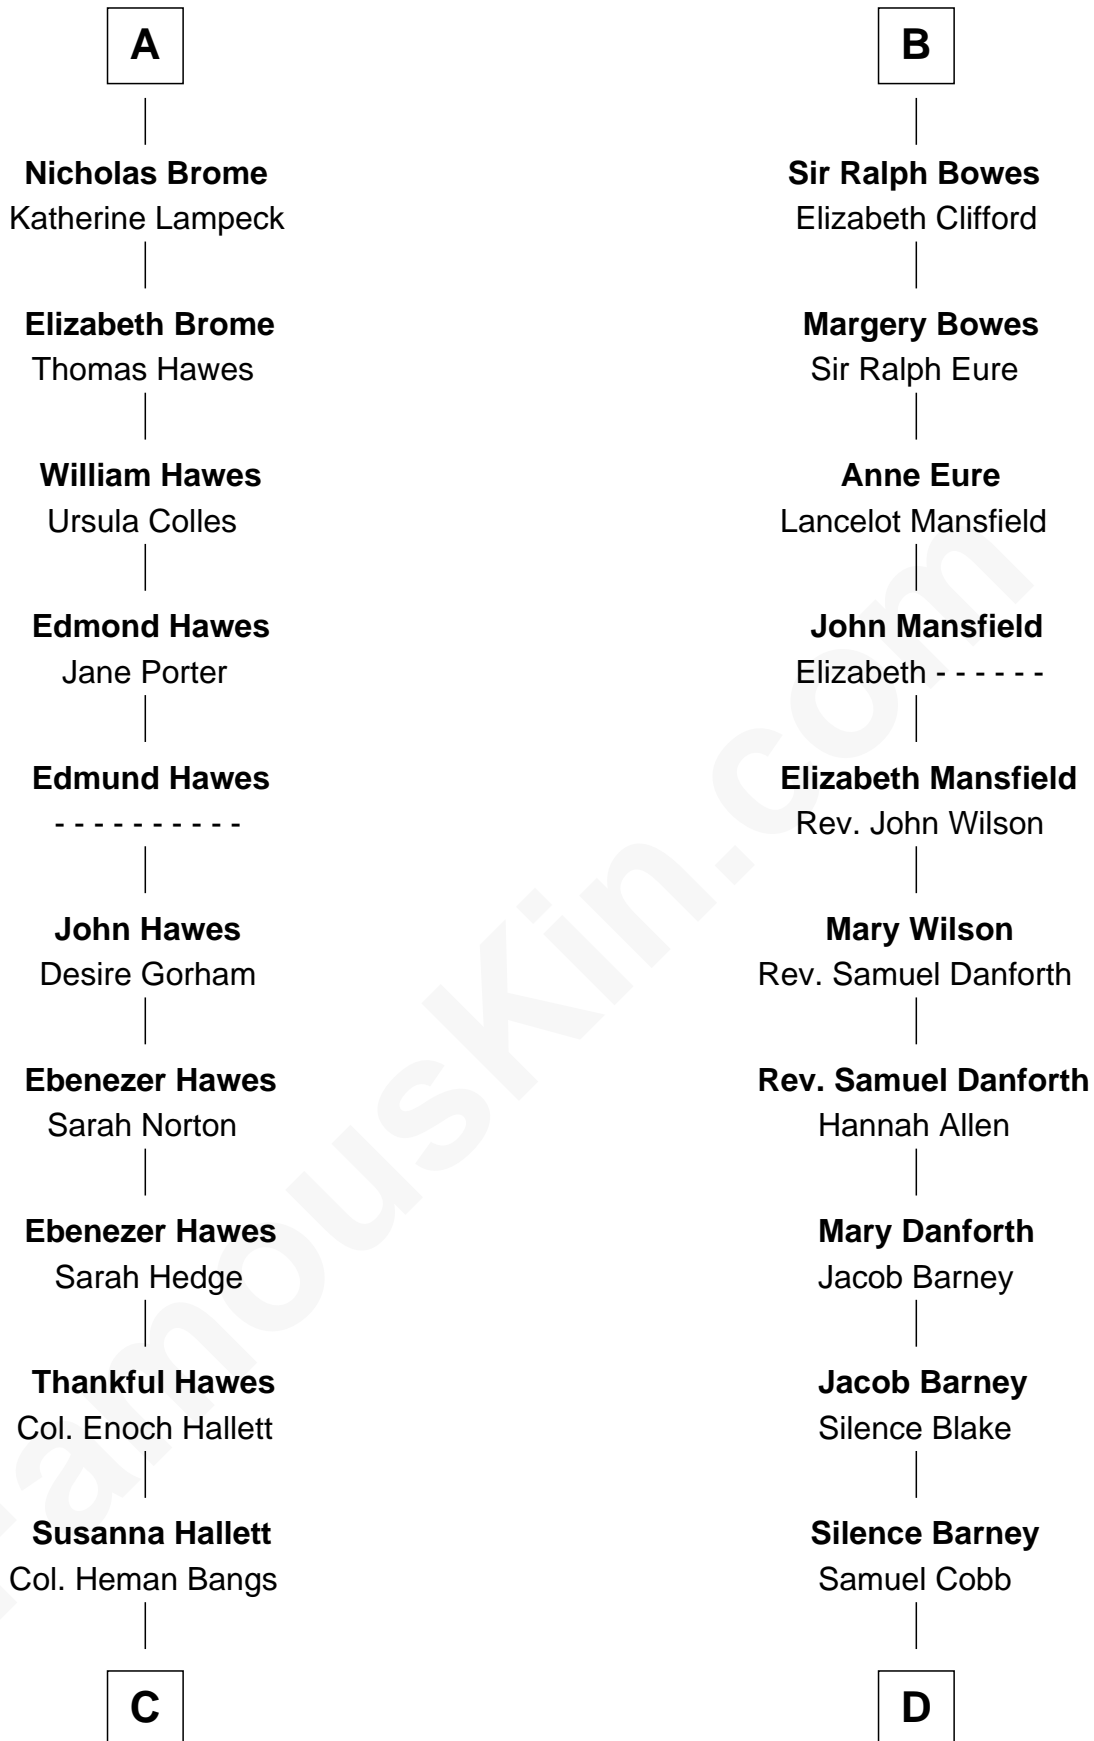 A
Nicholas Brome
Katherine Lampeck
Elizabeth Brome
Thomas Hawes
William Hawes
Ursula Colles
Edmond Hawes
Jane Porter
Edmund Hawes
- - - - - - - - - -
John Hawes
Desire Gorham
Ebenezer Hawes
Sarah Norton
Ebenezer Hawes
Sarah Hedge
Thankful Hawes
Col. Enoch Hallett
Susanna Hallett
Col. Heman Bangs
C
B
Sir Ralph Bowes
Elizabeth Clifford
Margery Bowes
Sir Ralph Eure
Anne Eure
Lancelot Mansfield
John Mansfield
Elizabeth - - - - - -
Elizabeth Mansfield
Rev. John Wilson
Mary Wilson
Rev. Samuel Danforth
Rev. Samuel Danforth
Hannah Allen
Mary Danforth
Jacob Barney
Jacob Barney
Silence Blake
Silence Barney
Samuel Cobb
D
FamousKin.com